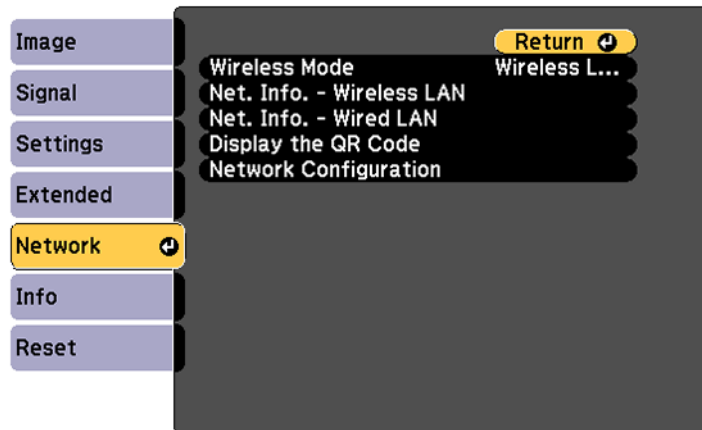 Image
Signal
Settings
Extended
Network
Info
Reset
Return
Wireless Mode Wireless L...
Net. Info. - Wireless LAN
Net. Info. - Wired LAN
Display the QR Code
Network Configuration